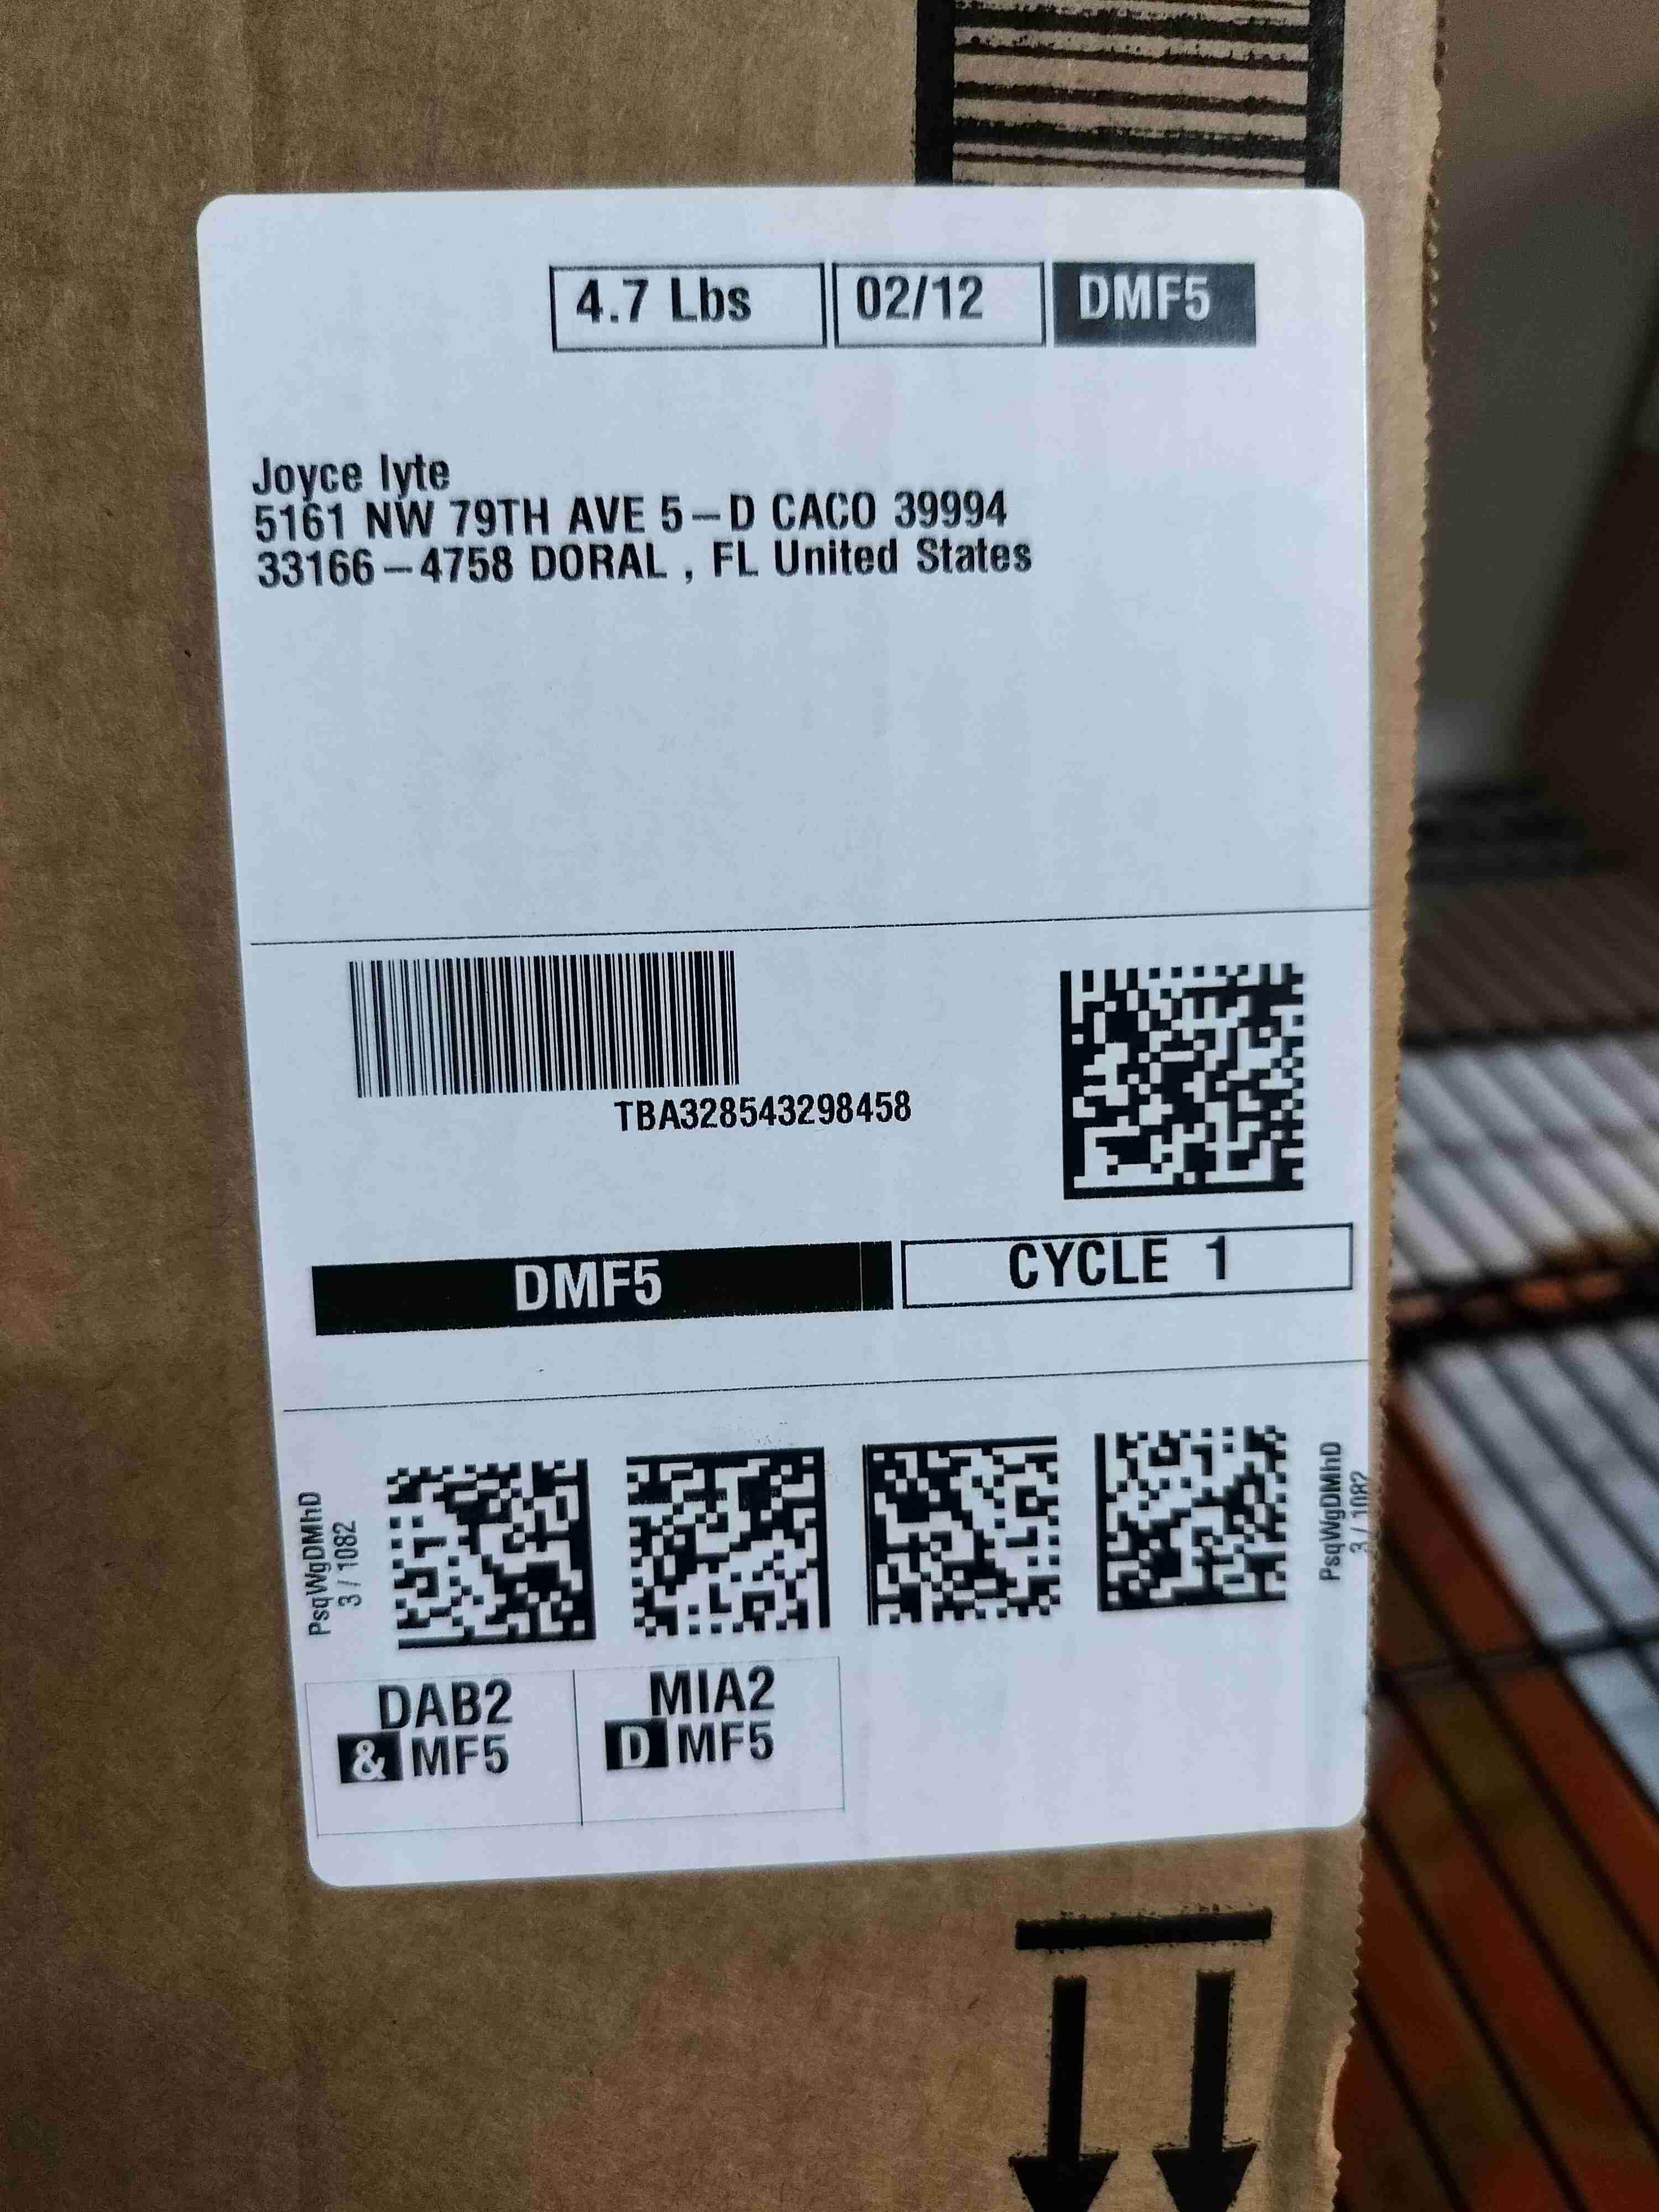 4.7 Lbs 02/12 DMF5
Joyce lyte
5161 NW 79TH AVE 5-D CACO 39994
33166-4758 DORAL , FL United States
TBA328543298458
DMF5 CYCLE 1
PsqWgDMhD
3 / 1082
PsqWgDMhD
3 / 1082
DAB2 MIA2
& MF5 D MF5